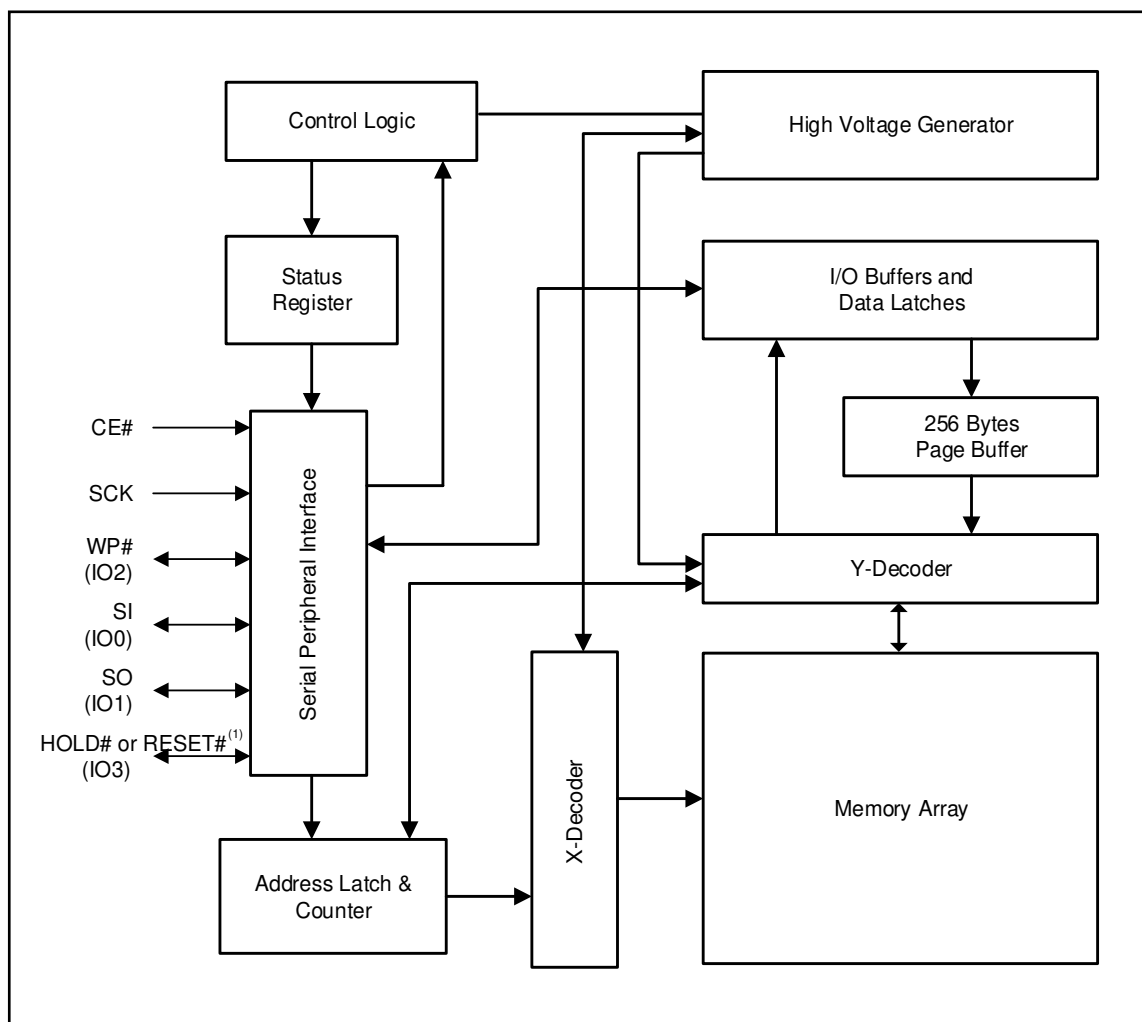 Control Logic
High Voltage Generator
Status
Register
I/O Buffers and
Data Latches
256 Bytes
Page Buffer
CE#
SCK
WP#
(IO2)
SI
(IO0)
SO
(IO1)
HOLD# or RESET#(1)
(IO3)
Serial Peripheral Interface
Y-Decoder
X-Decoder
Memory Array
Address Latch &
Counter